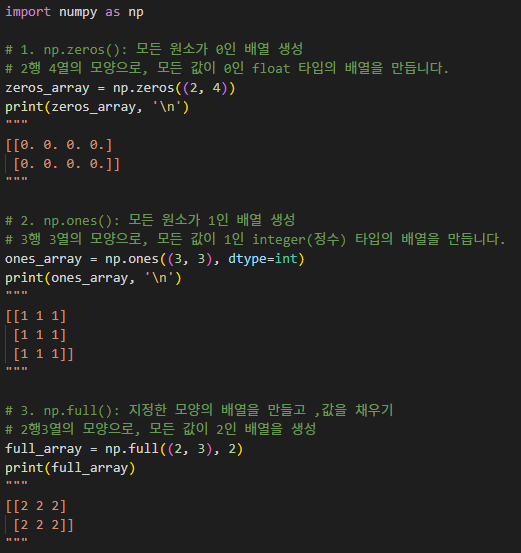 import numpy as np
# 1. np.zeros(): 모든 원소가 0인 배열 생성
# 2행 4열의 모양으로, 모든 값이 0인 float 타입의 배열을 만듭니다.
zeros_array = np.zeros((2, 4))
print(zeros_array, '\n')
"""
[[0. 0. 0. 0.]
 [0. 0. 0. 0.]]
"""
# 2. np.ones(): 모든 원소가 1인 배열 생성
# 3행 3열의 모양으로, 모든 값이 1인 integer(정수) 타입의 배열을 만듭니다.
ones_array = np.ones((3, 3), dtype=int)
print(ones_array, '\n')
"""
[[1 1 1]
 [1 1 1]
 [1 1 1]]
"""
# 3. np.full(): 지정한 모양의 배열을 만들고 ,값을 채우기
# 2행3열의 모양으로, 모든 값이 2인 배열을 생성
full_array = np.full((2, 3), 2)
print(full_array)
"""
[[2 2 2]
 [2 2 2]]
"""